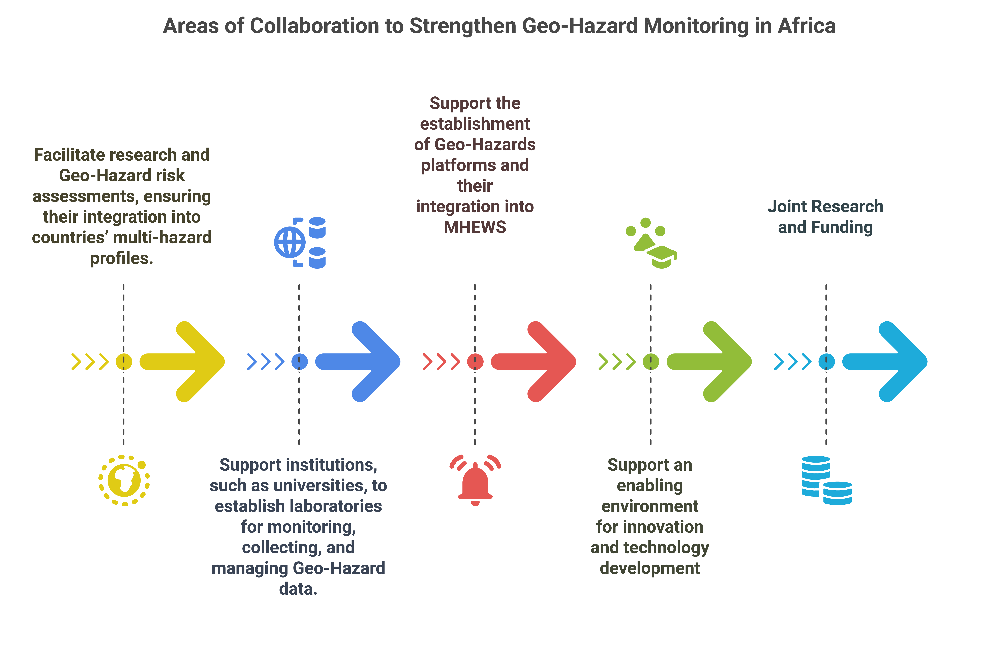 Areas of Collaboration to Strengthen Geo-Hazard Monitoring in Africa
Facilitate research and
Geo-Hazard risk
assessments, ensuring
their integration into
countries’ multi-hazard
profiles.
Support institutions,
such as universities, to
establish laboratories
for monitoring,
collecting, and
managing Geo-Hazard
data.
Support the
establishment
of Geo-Hazards
platforms and
their
integration into
MHEWS
Support an
enabling
environment
for innovation
and technology
development
Joint Research
and Funding